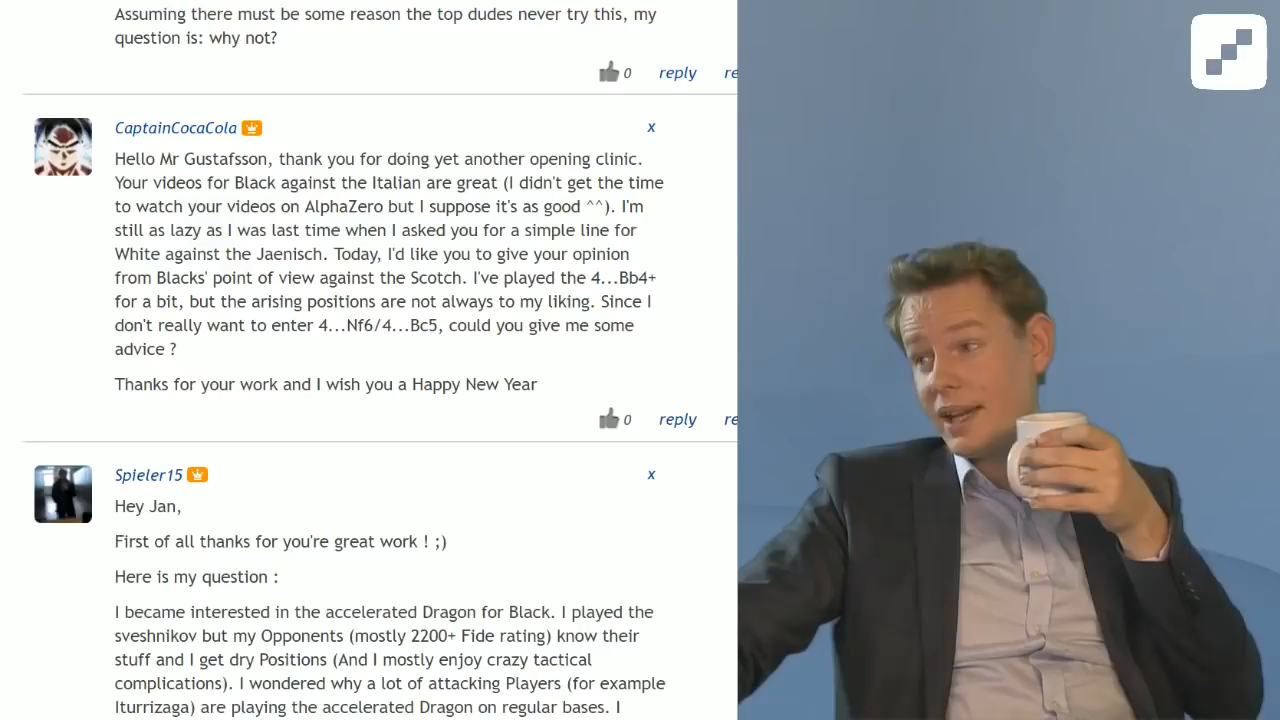 Assuming there must be some reason the top dudes never try this, my
question is: why not?
0 reply re
CaptainCocaCola x
Hello Mr Gustafsson, thank you for doing yet another opening clinic.
Your videos for Black against the Italian are great (I didn't get the time
to watch your videos on AlphaZero but I suppose it's as good ^^). I'm
still as lazy as I was last time when I asked you for a simple line for
White against the Jaenisch. Today, I'd like you to give your opinion
from Blacks' point of view against the Scotch. I've played the 4...Bb4+
for a bit, but the arising positions are not always to my liking. Since I
don't really want to enter 4...Nf6/4...Bc5, could you give me some
advice ?
Thanks for your work and I wish you a Happy New Year
0 reply re
Spieler15 x
Hey Jan,
First of all thanks for you're great work ! ;)
Here is my question :
I became interested in the accelerated Dragon for Black. I played the
sveshnikov but my Opponents (mostly 2200+ Fide rating) know their
stuff and I get dry Positions (And I mostly enjoy crazy tactical
complications). I wondered why a lot of attacking Players (for example
Iturrizaga) are playing the accelerated Dragon on regular bases. I